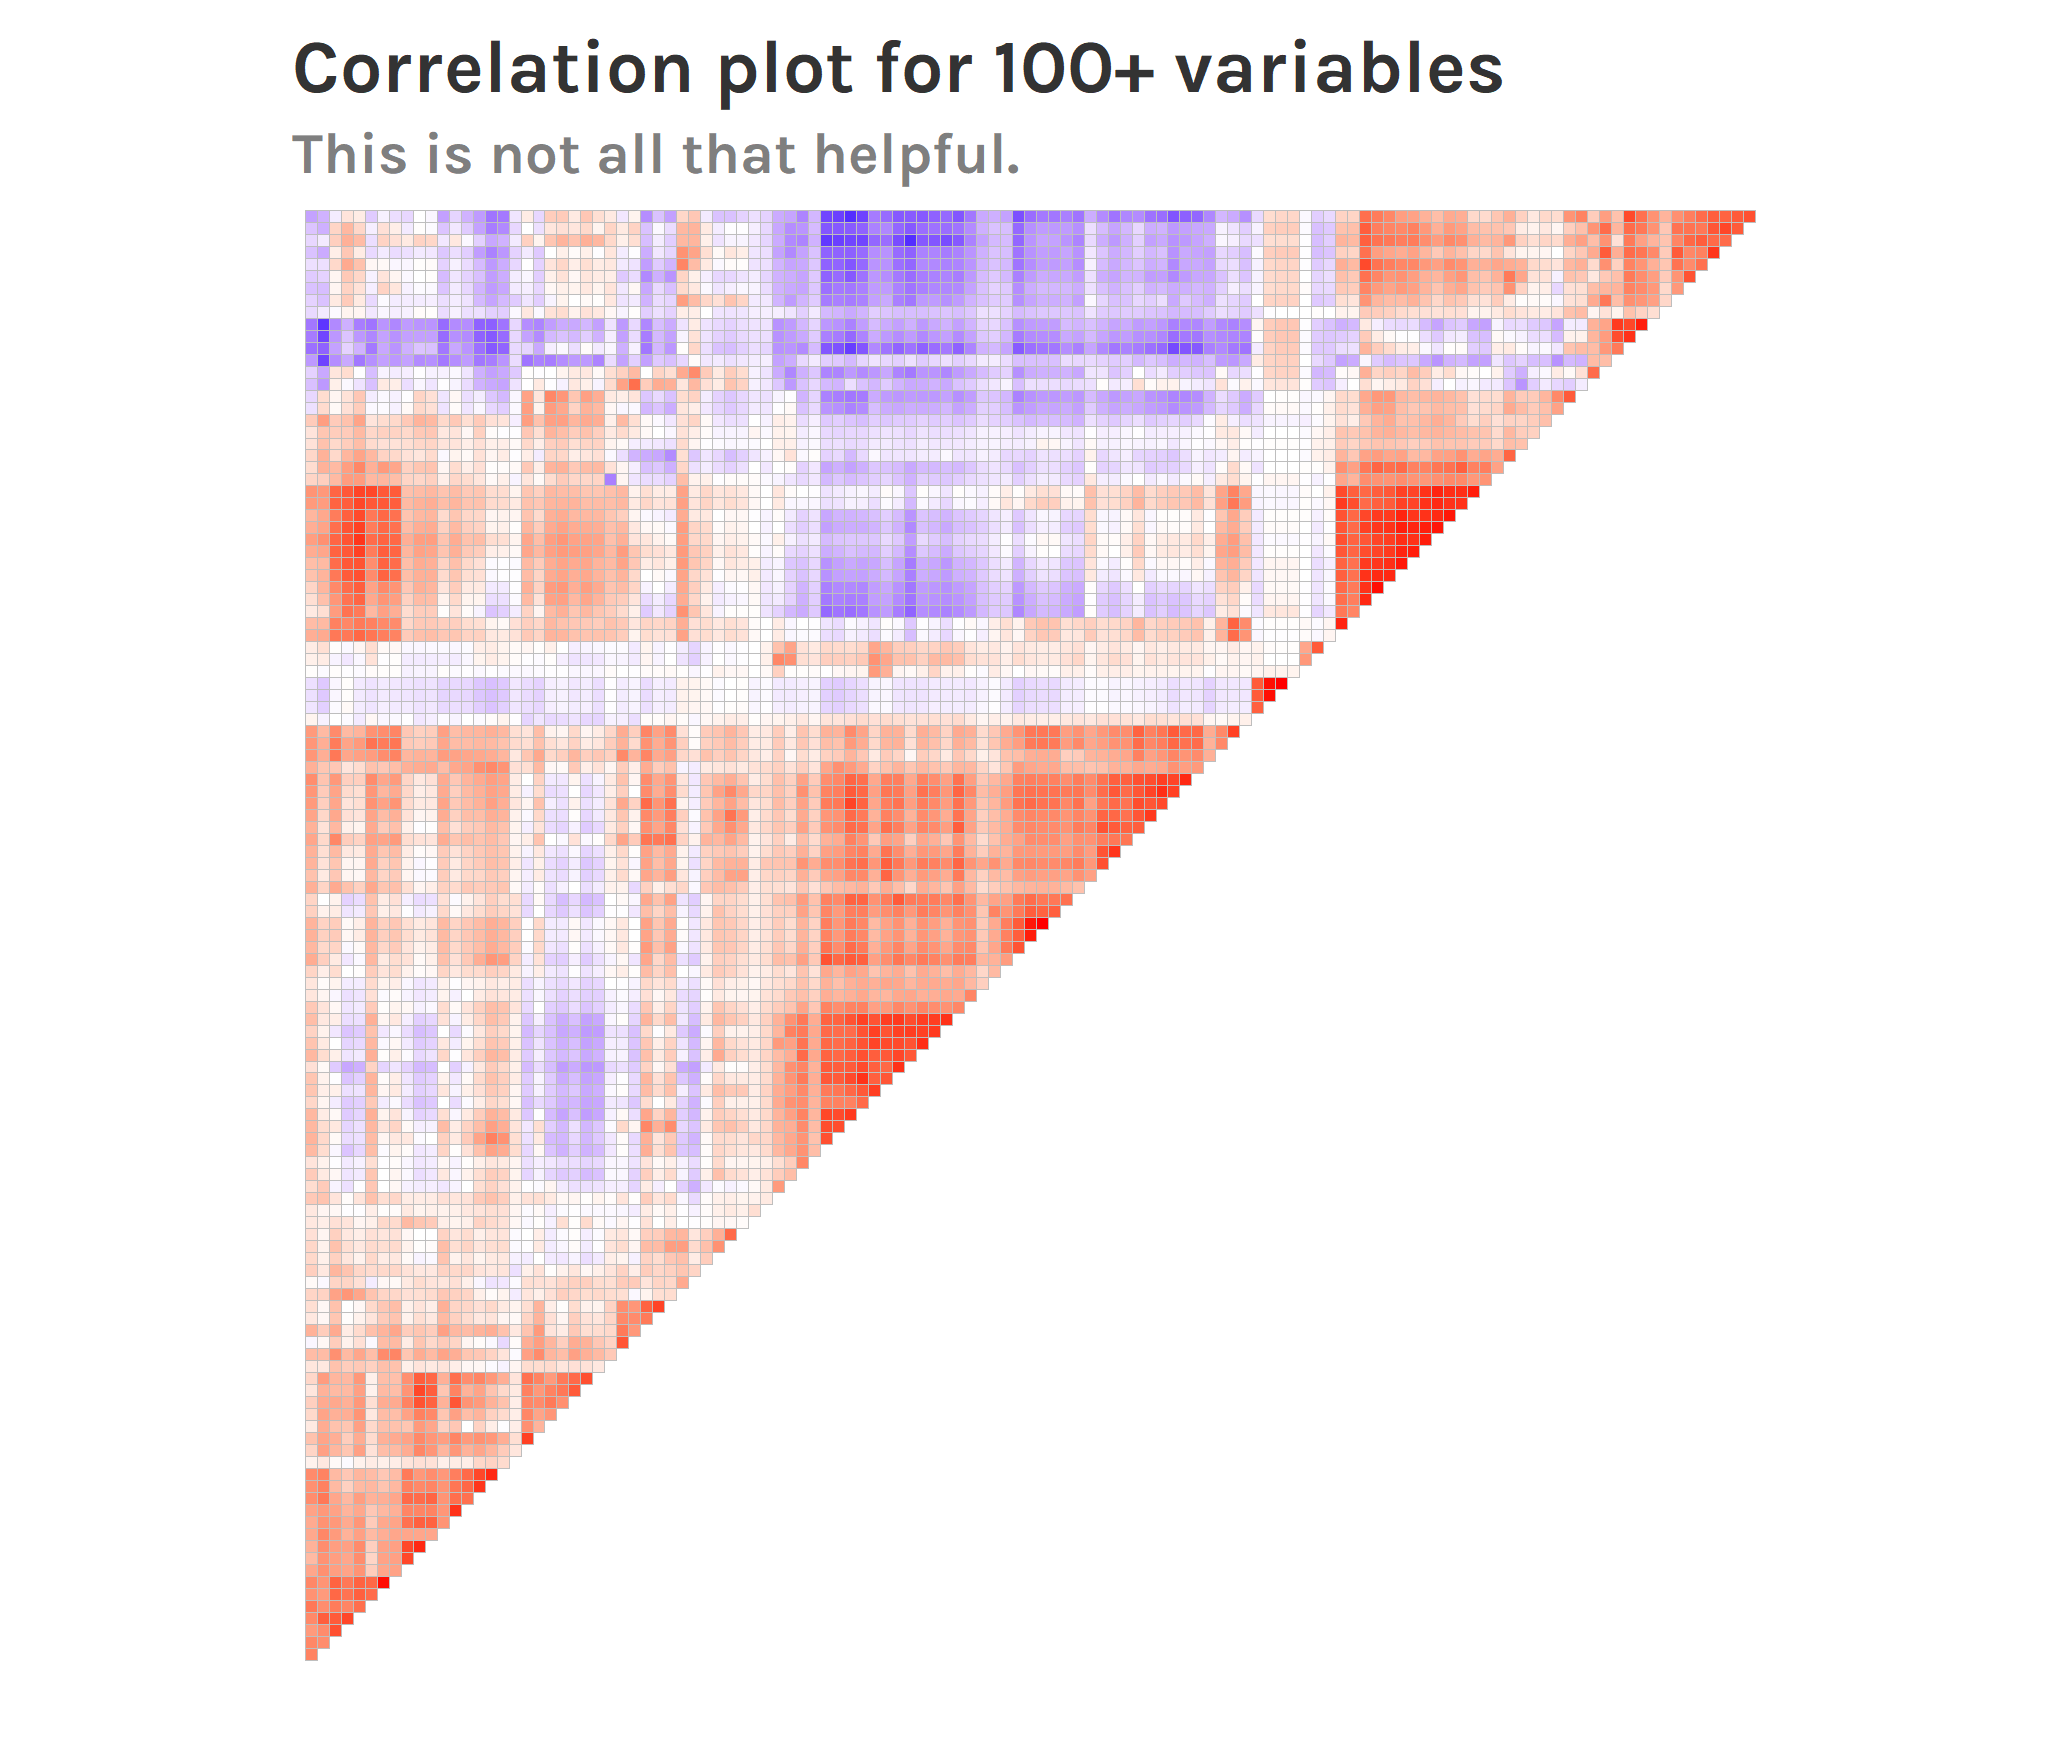 Correlation plot for 100+ variables
This is not all that helpful.